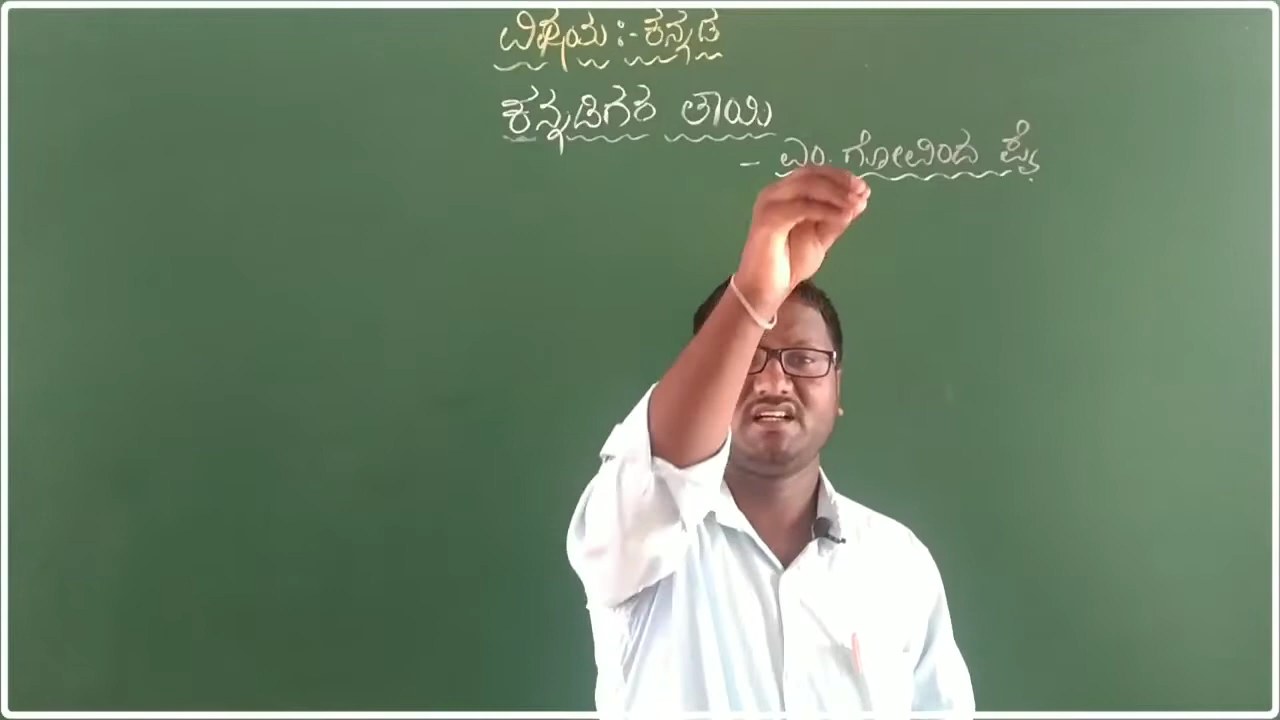 ವಿಷಯ :- ಕನ್ನಡ
ಕನ್ನಡಿಗರ ತಾಯಿ
- ಎಂ. ಗೋವಿಂದ ಪೈ